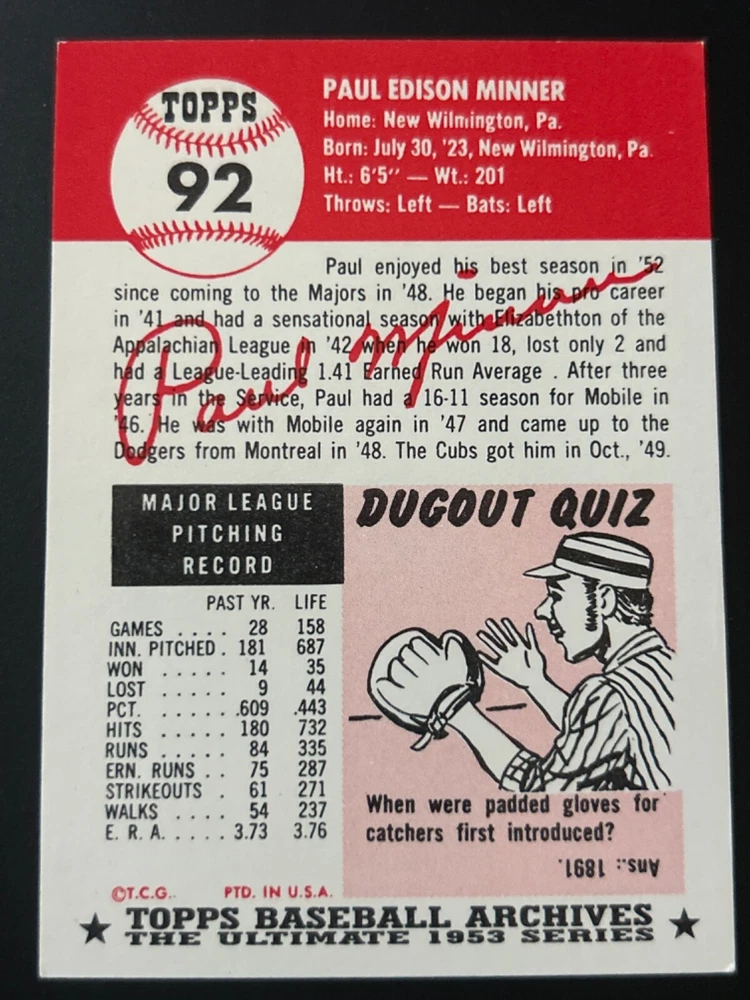 TOPPS
92
PAUL EDISON MINNER
Home: New Wilmington, Pa.
Born: July 30, '23, New Wilmington, Pa.
Ht.: 6'5" — Wt.: 201
Throws: Left — Bats: Left
Paul enjoyed his best season in '52
since coming to the Majors in '48. He began his pro career
in '41 and had a sensational season with Elizabethton of the
Appalachian League in '42 when he won 18, lost only 2 and
had a League-Leading 1.41 Earned Run Average . After three
years in the Service, Paul had a 16-11 season for Mobile in
'46. He was with Mobile again in '47 and came up to the
Dodgers from Montreal in '48. The Cubs got him in Oct., '49.
Paul Minner
MAJOR LEAGUE
PITCHING
RECORD
PAST YR. LIFE
GAMES .... 28 158
INN. PITCHED . 181 687
WON ..... 14 35
LOST ..... 9 44
PCT. ...... .609 .443
HITS ..... 180 732
RUNS ..... 84 335
ERN. RUNS .. 75 287
STRIKEOUTS . 61 271
WALKS .... 54 237
E. R. A. ..... 3.73 3.76
DUGOUT QUIZ
When were padded gloves for
catchers first introduced?
Ans.: 1891.
©T.C.G. PTD. IN U.S.A.
TOPPS BASEBALL ARCHIVES
THE ULTIMATE 1953 SERIES